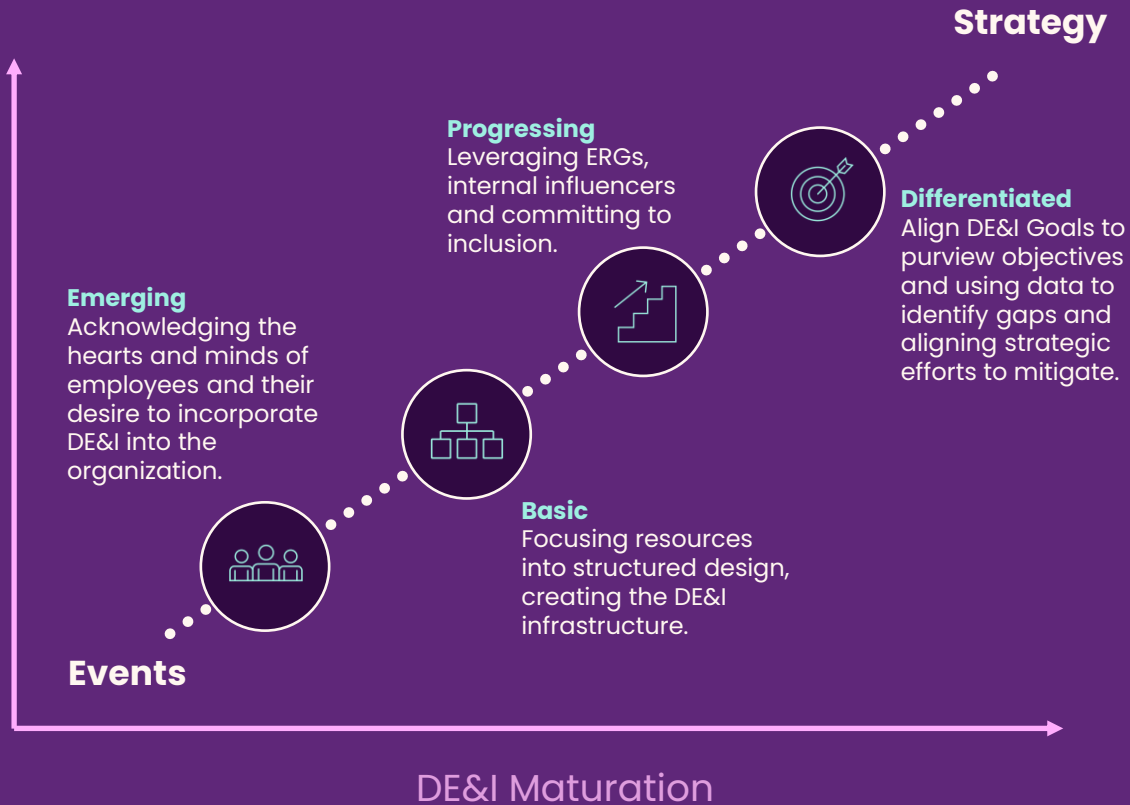 Strategy
Progressing
Leveraging ERGs,
internal influencers
and committing to
inclusion.
Differentiated
Align DE&I Goals to
purview objectives
and using data to
identify gaps and
aligning strategic
efforts to mitigate.
Emerging
Acknowledging the
hearts and minds of
employees and their
desire to incorporate
DE&I into the
organization.
Basic
Focusing resources
into structured design,
creating the DE&I
infrastructure.
Events
DE&I Maturation